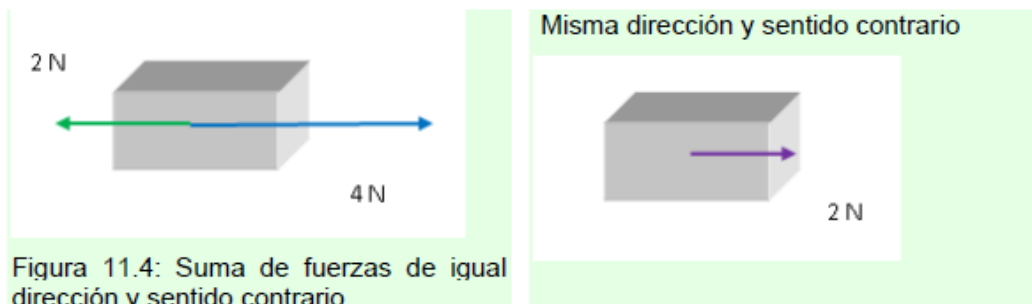 2 N
4 N
Figura 11.4: Suma de fuerzas de igual
dirección y sentido contrario
Misma dirección y sentido contrario
2 N